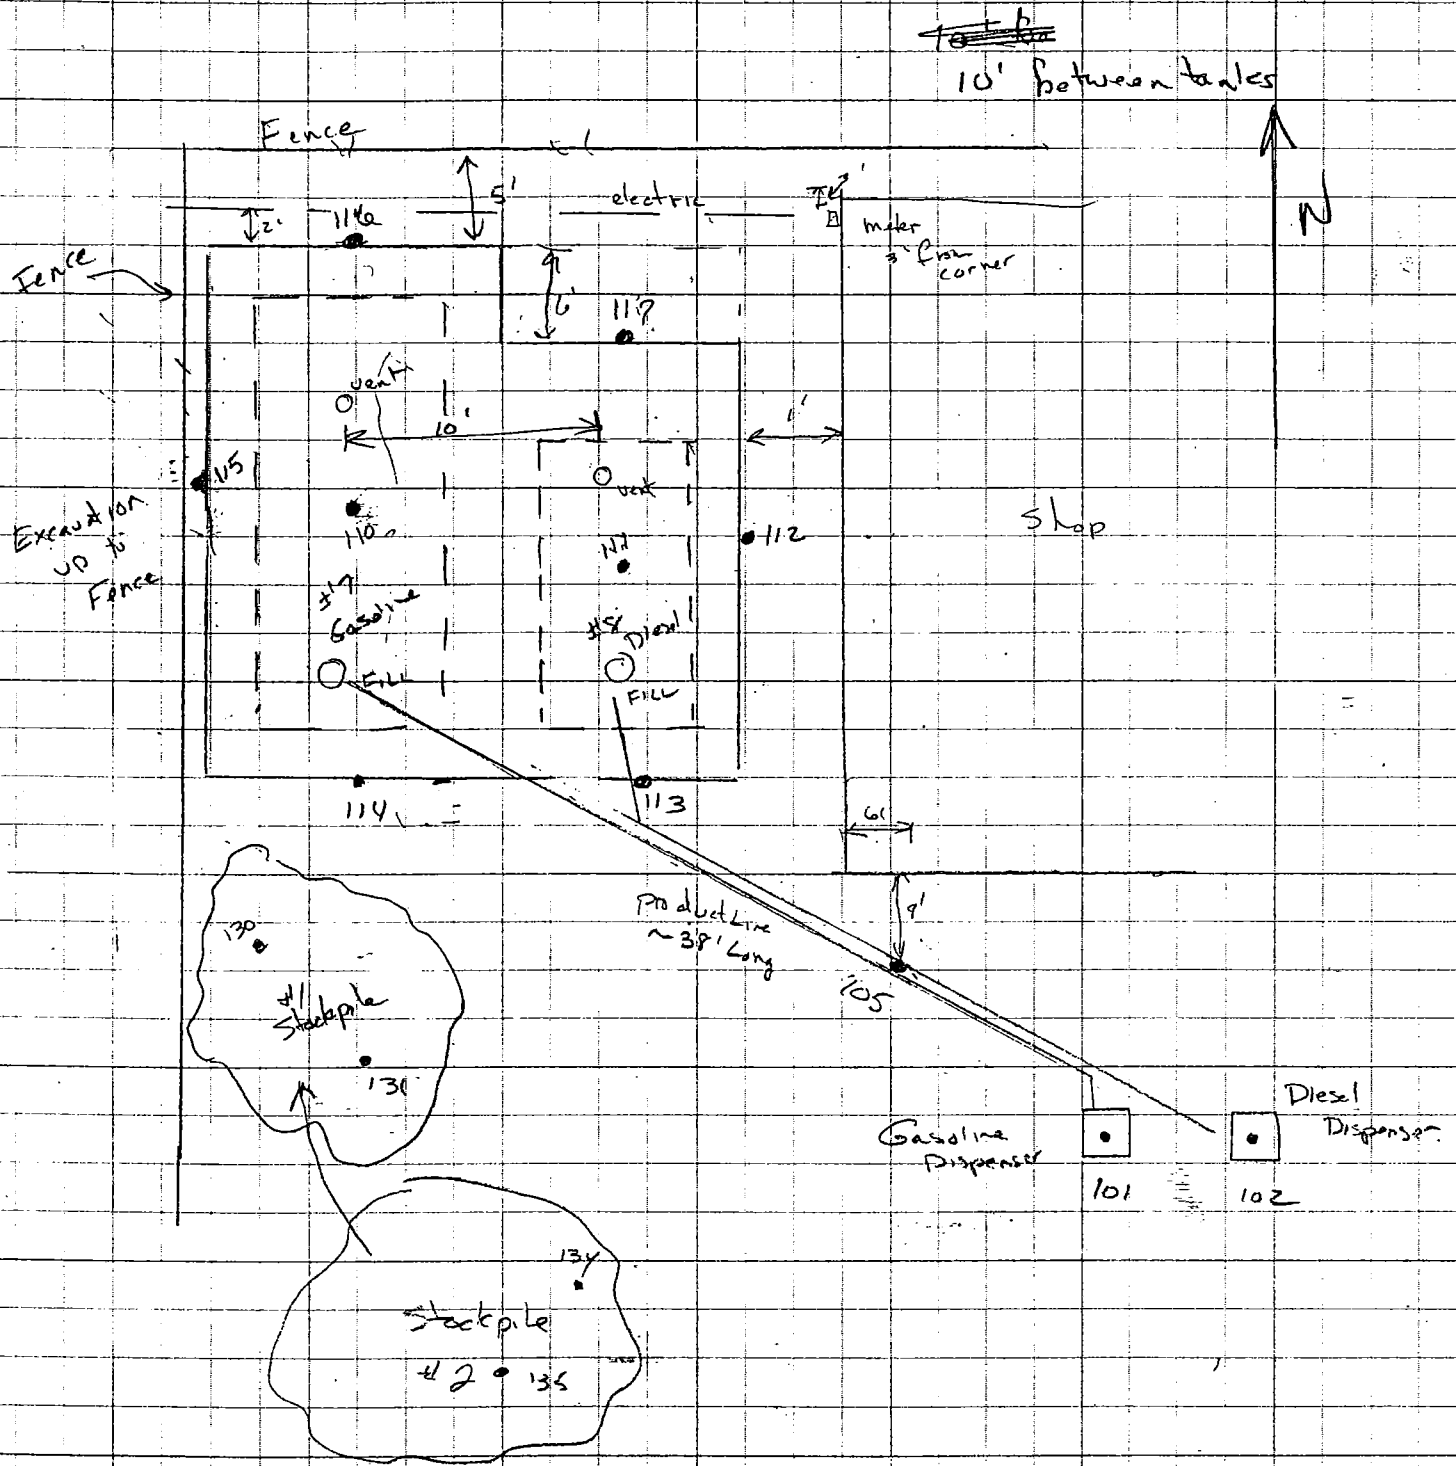 10' between tanks
N
Fence
5'
electric
1'
2'
116
meter
3' from
corner
Fence
6'
117
vent
10'
1'
115
vent
Excavation
up to
Fence
110
111
112
Shop
#7
Gasoline
#8 Diesel
FILL
FILL
114
113
6'
9'
Product Line
~38' Long
105
130
#1
Stockpile
131
Gasoline
Dispenser
Diesel
Dispenser
101
102
134
Stockpile
#2
135